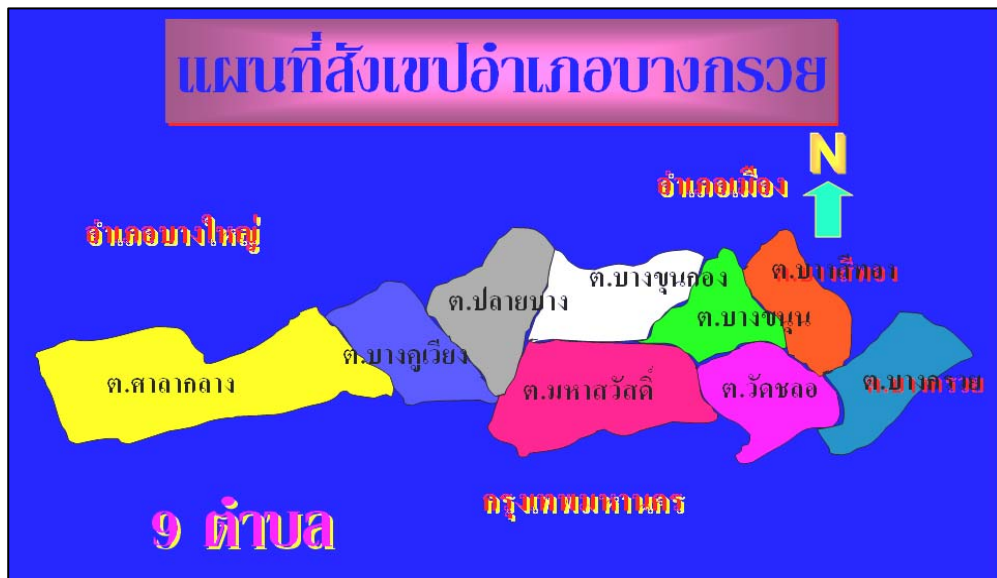 แผนที่สังเขปอำเภอบางกรวย
N
อำเภอเมือง
อำเภอบางใหญ่
ต.บางสีทอง
ต.บางขุนกอง
ต.ปลายบาง
ต.บางขนุน
ต.บางคูเวียง
ต.ศาลากลาง
ต.มหาสวัสดิ์
ต.วัดชลอ
ต.บางกรวย
กรุงเทพมหานคร
9 ตำบล